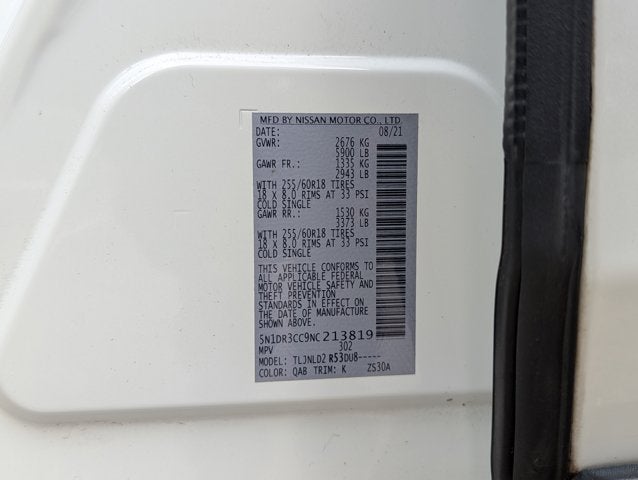 MFD BY NISSAN MOTOR CO., LTD.
DATE: 08/21
GVWR: 2676 KG
5900 LB
GAWR FR.: 1335 KG
2943 LB
WITH 255/60R18 TIRES
18 X 8.0 RIMS AT 33 PSI
COLD SINGLE
GAWR RR.: 1530 KG
3373 LB
WITH 255/60R18 TIRES
18 X 8.0 RIMS AT 33 PSI
COLD SINGLE
THIS VEHICLE CONFORMS TO
ALL APPLICABLE FEDERAL
MOTOR VEHICLE SAFETY AND
THEFT PREVENTION
STANDARDS IN EFFECT ON
THE DATE OF MANUFACTURE
SHOWN ABOVE.
5N1DR3CC9NC213819
MPV 302
MODEL: TLJNLD2 R53DU8-----
COLOR: QAB TRIM: K ZS30A